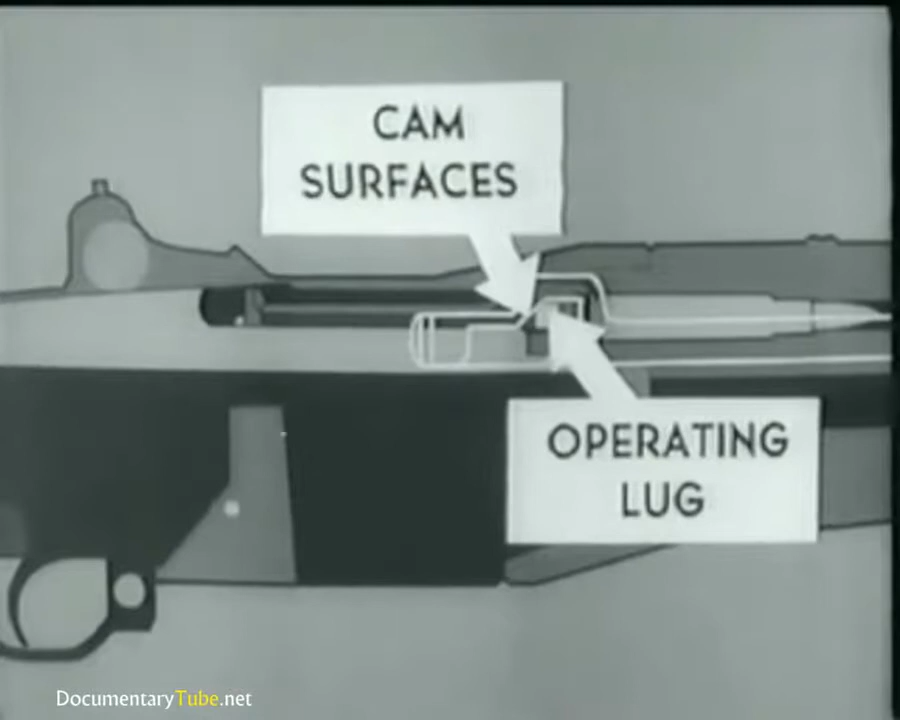 CAM
SURFACES
OPERATING
LUG
DocumentaryTube.net